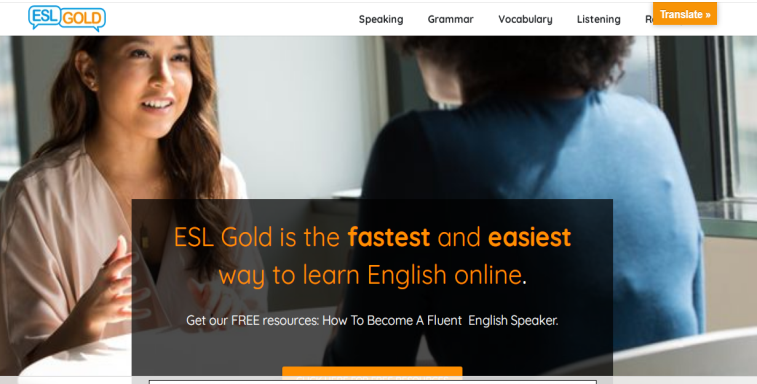 ESL GOLD
Speaking Grammar Vocabulary Listening
Translate »
ESL Gold is the fastest and easiest
way to learn English online.
Get our FREE resources: How To Become A Fluent English Speaker.